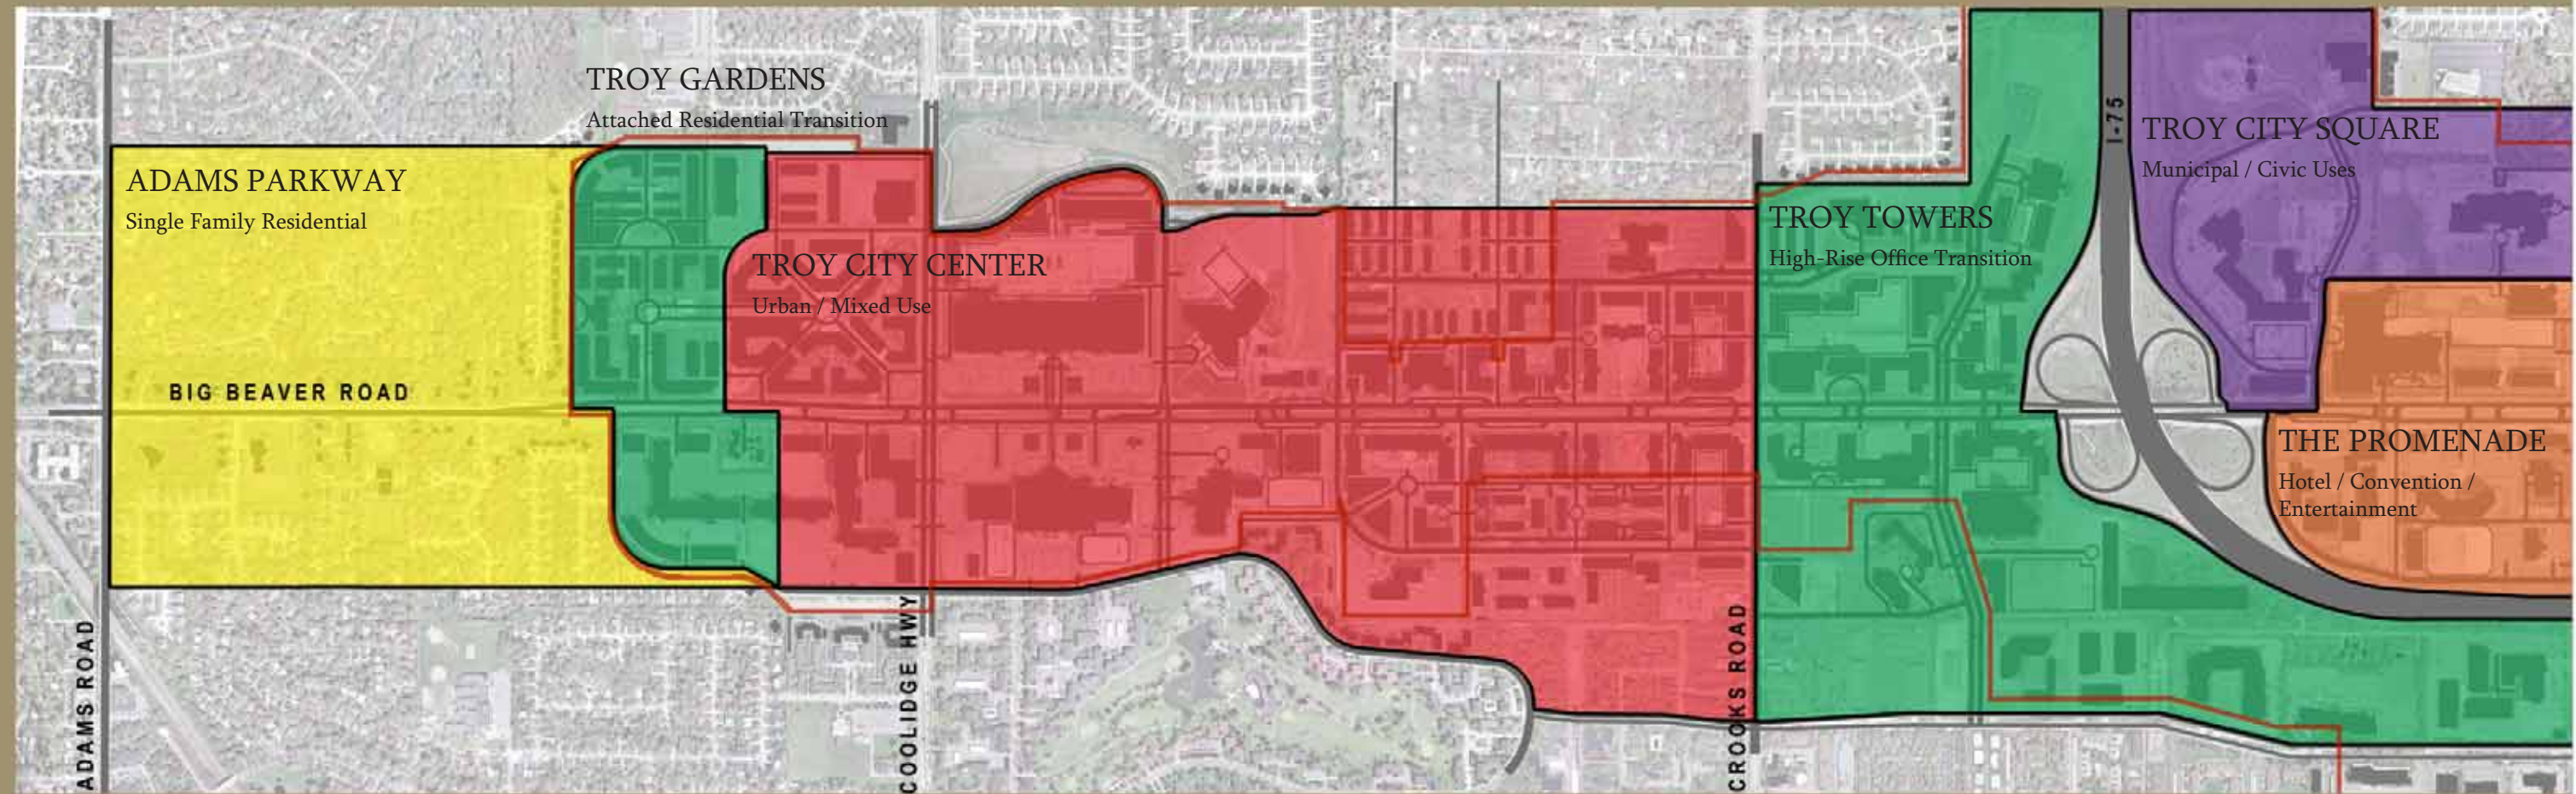 TROY GARDENS
Attached Residential Transition
ADAMS PARKWAY
Single Family Residential
TROY CITY CENTER
Urban / Mixed Use
TROY TOWERS
High-Rise Office Transition
I-75
TROY CITY SQUARE
Municipal / Civic Uses
THE PROMENADE
Hotel / Convention /
Entertainment
BIG BEAVER ROAD
ADAMS ROAD
COOLIDGE HWY
CROOKS ROAD